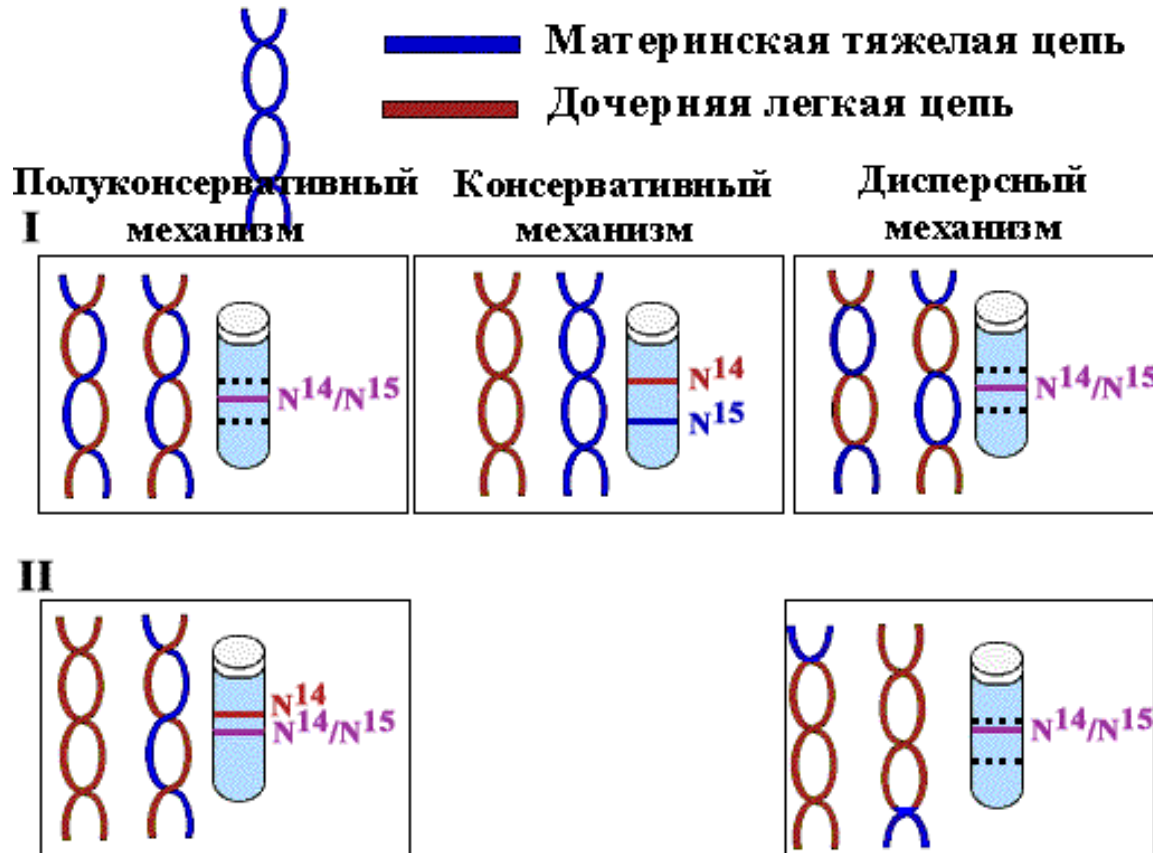 Материнская тяжелая цепь
Дочерняя легкая цепь
Полуконсервативный
механизм
Консервативный
механизм
Дисперсный
механизм
I
N¹⁴/N¹⁵
N¹⁴
N¹⁵
N¹⁴/N¹⁵
II
N¹⁴
N¹⁴/N¹⁵
N¹⁴/N¹⁵